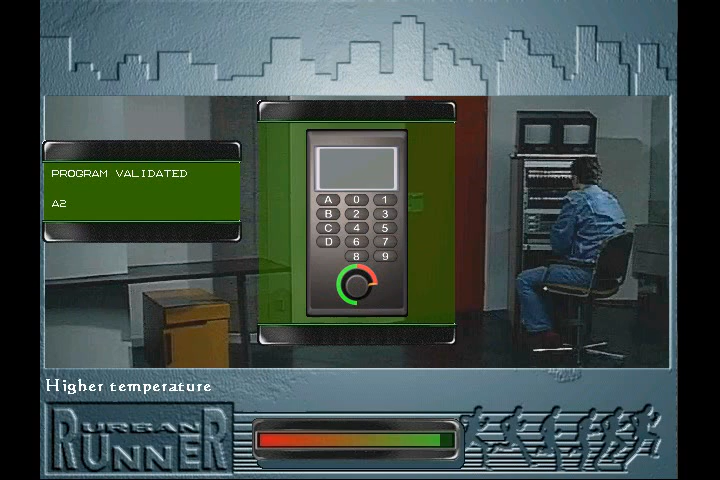 PROGRAM VALIDATED
A2
A 0 1
B 2 3
C 4 5
D 6 7
8 9
Higher temperature
URBAN
RUNNER